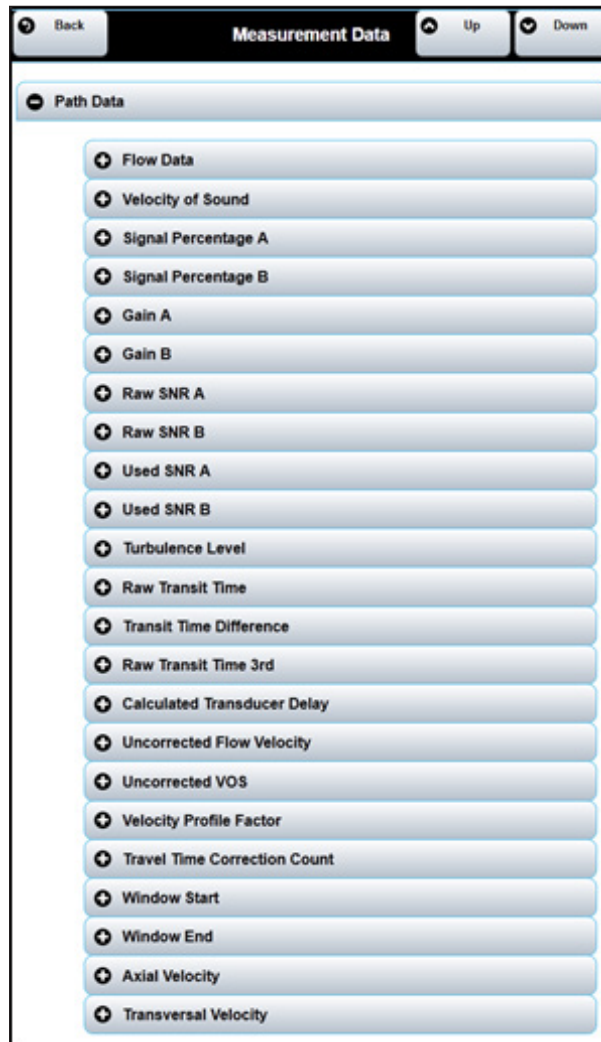 Back Measurement Data Up Down
Path Data
Flow Data
Velocity of Sound
Signal Percentage A
Signal Percentage B
Gain A
Gain B
Raw SNR A
Raw SNR B
Used SNR A
Used SNR B
Turbulence Level
Raw Transit Time
Transit Time Difference
Raw Transit Time 3rd
Calculated Transducer Delay
Uncorrected Flow Velocity
Uncorrected VOS
Velocity Profile Factor
Travel Time Correction Count
Window Start
Window End
Axial Velocity
Transversal Velocity